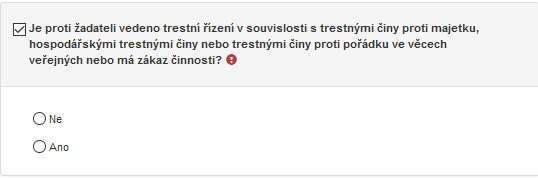 Je proti žadateli vedeno trestní řízení v souvislosti s trestnými činy proti majetku,
hospodářskými trestnými činy nebo trestnými činy proti pořádku ve věcech
veřejných nebo má zákaz činnosti?
Ne
Ano